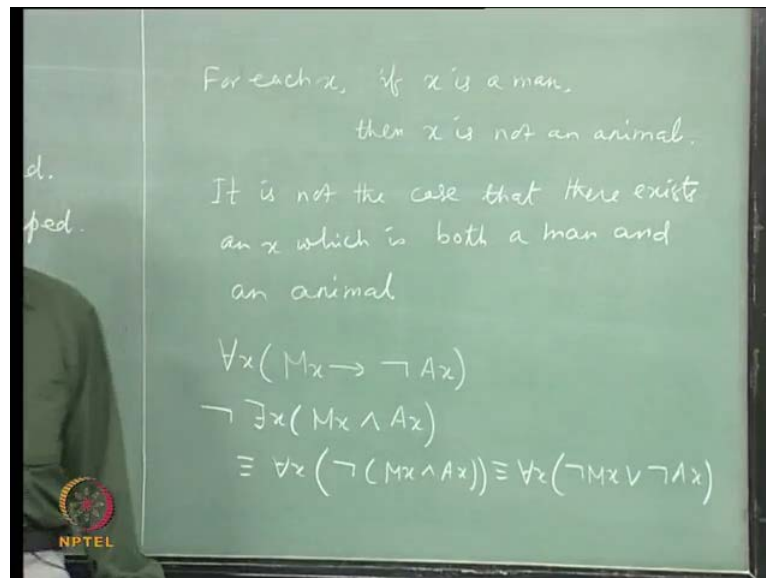 For each x, if x is a man,
then x is not an animal.
d.
ped.
It is not the case that there exists
an x which is both a man and
an animal
∀x(Mx → ¬Ax)
¬∃x(Mx ∧ Ax)
≡ ∀x(¬(Mx ∧ Ax)) ≡ ∀x(¬Mx ∨ ¬Ax)
NPTEL